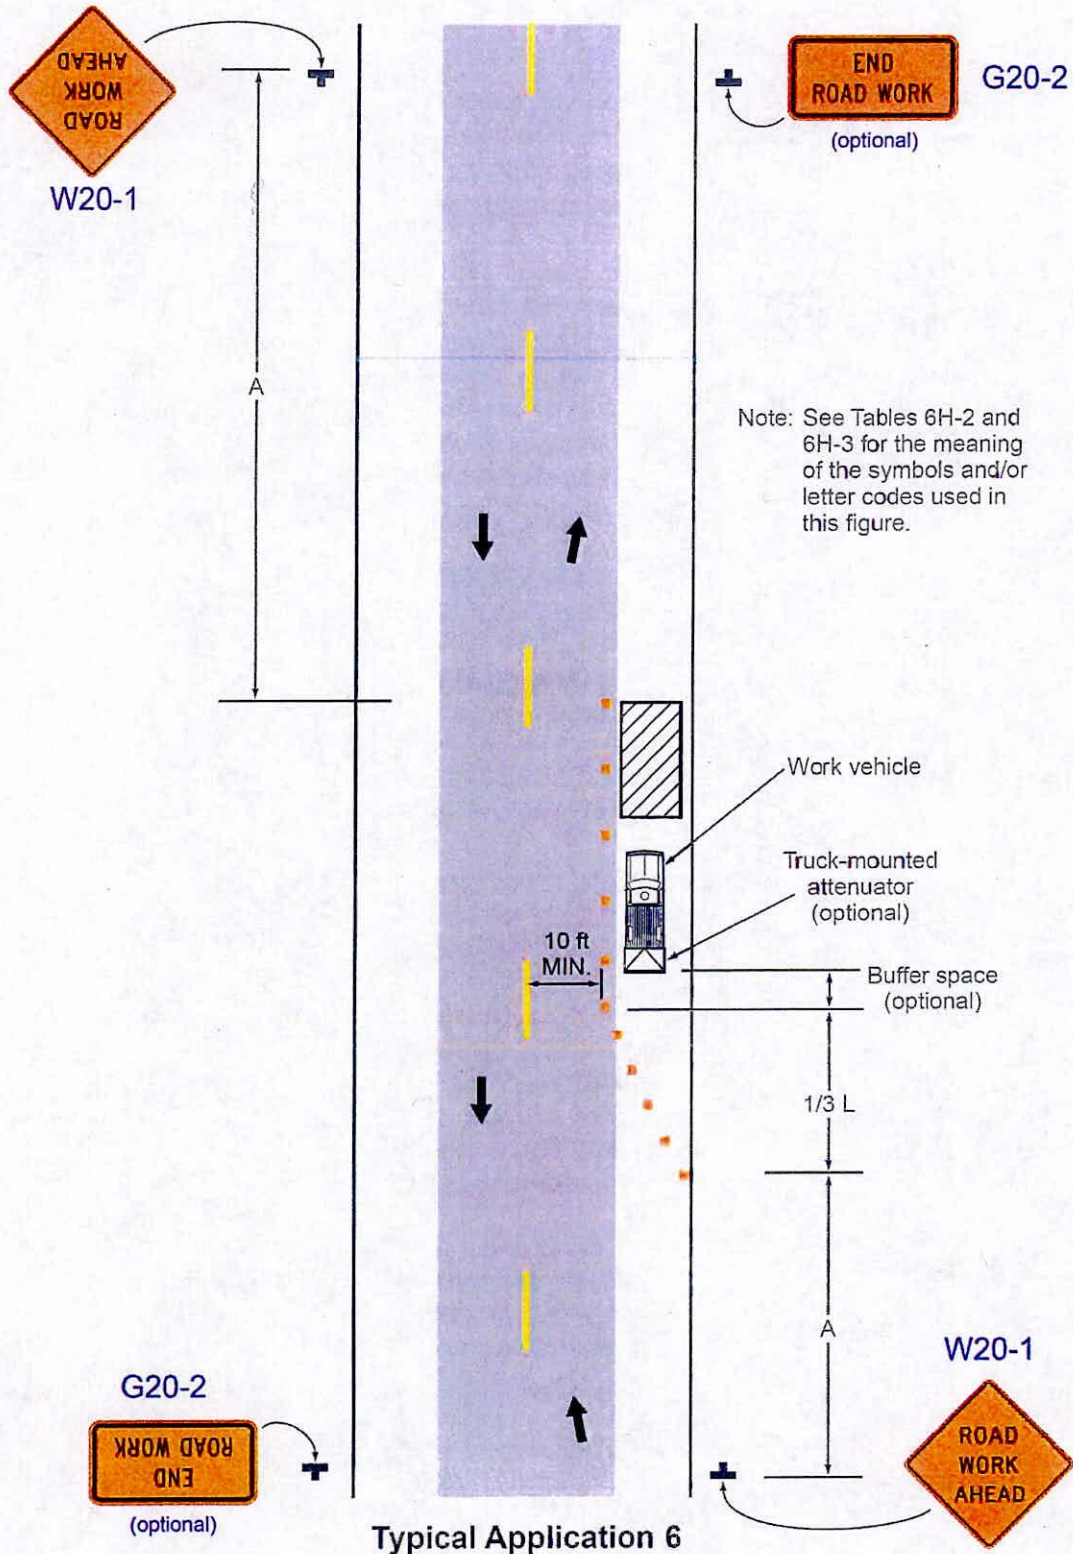 ROAD
WORK
AHEAD
W20-1
END
ROAD WORK
(optional)
G20-2
A
Note: See Tables 6H-2 and
6H-3 for the meaning
of the symbols and/or
letter codes used in
this figure.
Work vehicle
Truck-mounted
attenuator
(optional)
10 ft
MIN.
Buffer space
(optional)
1/3 L
A
G20-2
END
ROAD WORK
(optional)
W20-1
ROAD
WORK
AHEAD
Typical Application 6